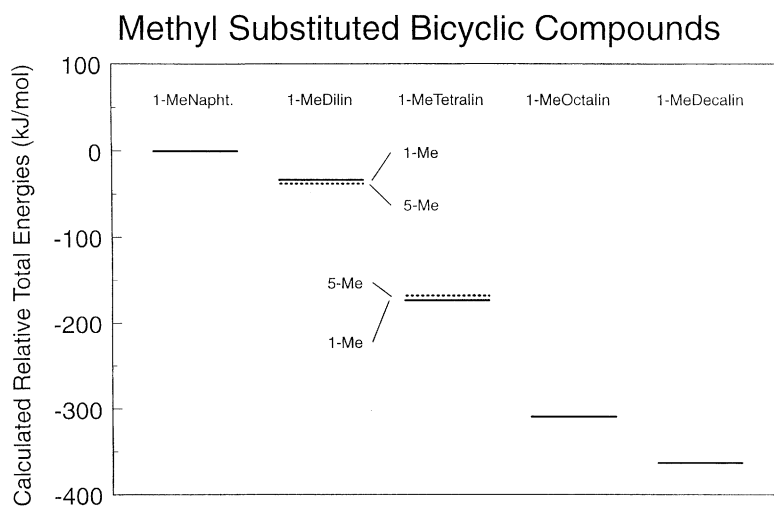 Methyl Substituted Bicyclic Compounds
Calculated Relative Total Energies (kJ/mol)
100
0
-100
-200
-300
-400
1-MeNapht.
1-MeDilin
1-MeTetralin
1-MeOctalin
1-MeDecalin
1-Me
5-Me
5-Me
1-Me